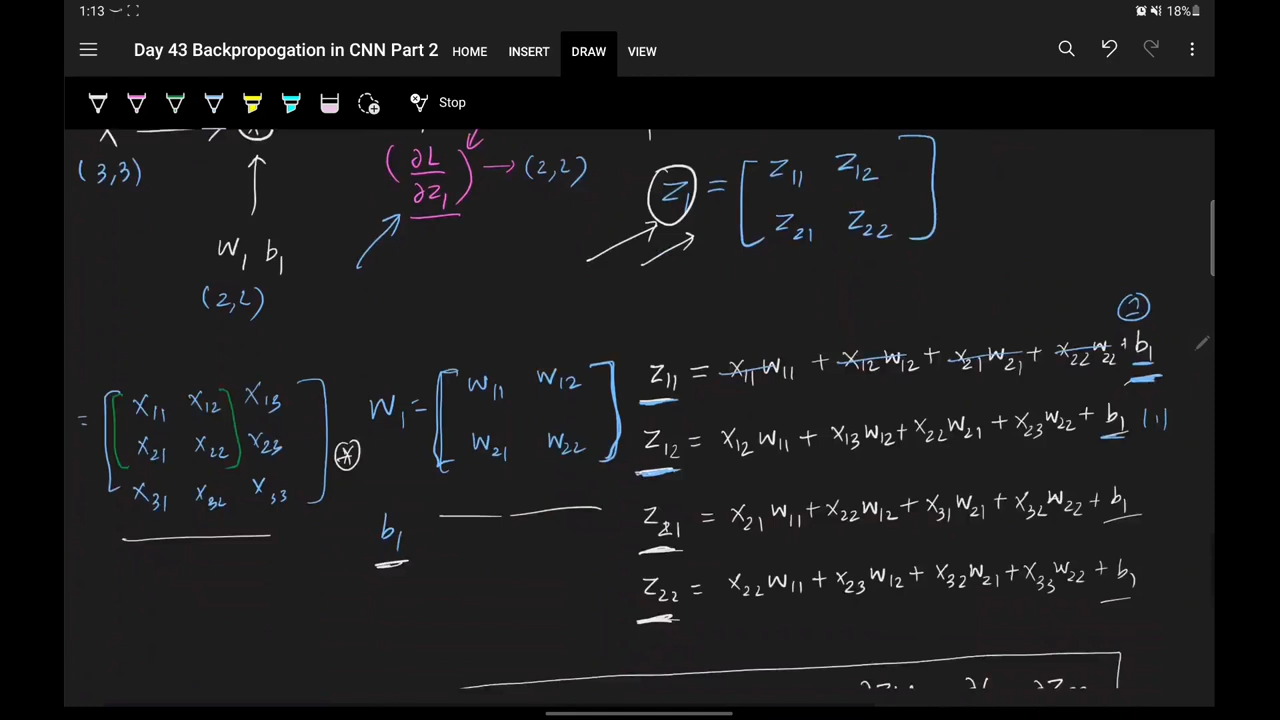 1:13 18%
Day 43 Backpropogation in CNN Part 2 HOME INSERT DRAW VIEW
Stop
(3,3)
∂L
∂z₁
→ (2,2)
z₁ = [ z₁₁ z₁₂
z₂₁ z₂₂ ]
W₁ b₁
(2,2)
①
= [ x₁₁ x₁₂ x₁₃
x₂₁ x₂₂ x₂₃
x₃₁ x₃₂ x₃₃ ] *
W₁ = [ w₁₁ w₁₂
w₂₁ w₂₂ ]
b₁
z₁₁ = x₁₁w₁₁ + x₁₂w₁₂ + x₂₁w₂₁ + x₂₂w₂₂ + b₁
z₁₂ = x₁₂w₁₁ + x₁₃w₁₂ + x₂₂w₂₁ + x₂₃w₂₂ + b₁ (1)
z₂₁ = x₂₁w₁₁ + x₂₂w₁₂ + x₃₁w₂₁ + x₃₂w₂₂ + b₁
z₂₂ = x₂₂w₁₁ + x₂₃w₁₂ + x₃₂w₂₁ + x₃₃w₂₂ + b₁